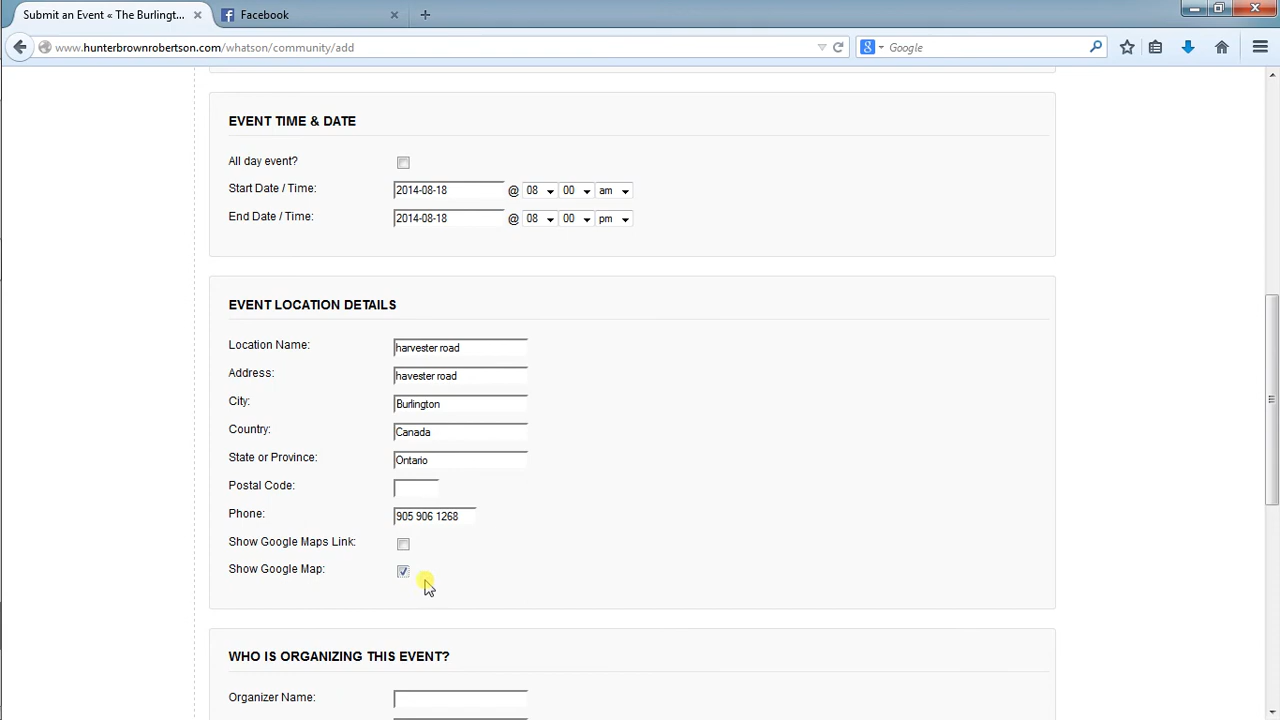 Submit an Event « The Burlingt...
Facebook
www.hunterbrownrobertson.com/whatson/community/add
Google
EVENT TIME & DATE
All day event?
Start Date / Time: 2014-08-18 @ 08 00 am
End Date / Time: 2014-08-18 @ 08 00 pm
EVENT LOCATION DETAILS
Location Name: harvester road
Address: havester road
City: Burlington
Country: Canada
State or Province: Ontario
Postal Code:
Phone: 905 906 1268
Show Google Maps Link:
Show Google Map:
WHO IS ORGANIZING THIS EVENT?
Organizer Name: